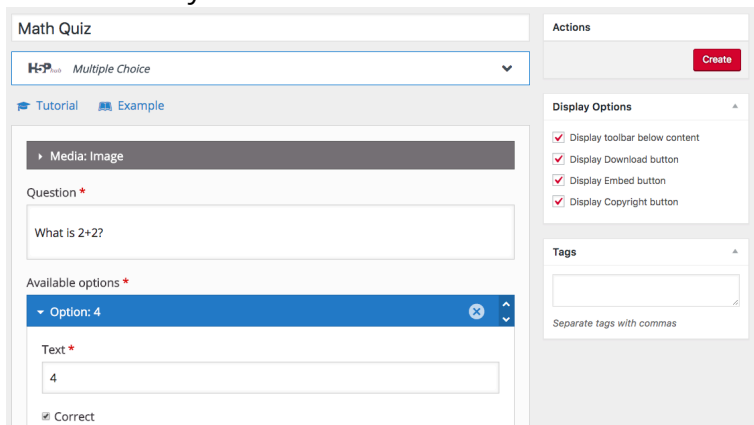 Math Quiz
H5P hub Multiple Choice
Tutorial Example
Media: Image
Question *
What is 2+2?
Available options *
Option: 4
Text *
4
Correct
Actions
Create
Display Options
Display toolbar below content
Display Download button
Display Embed button
Display Copyright button
Tags
Separate tags with commas